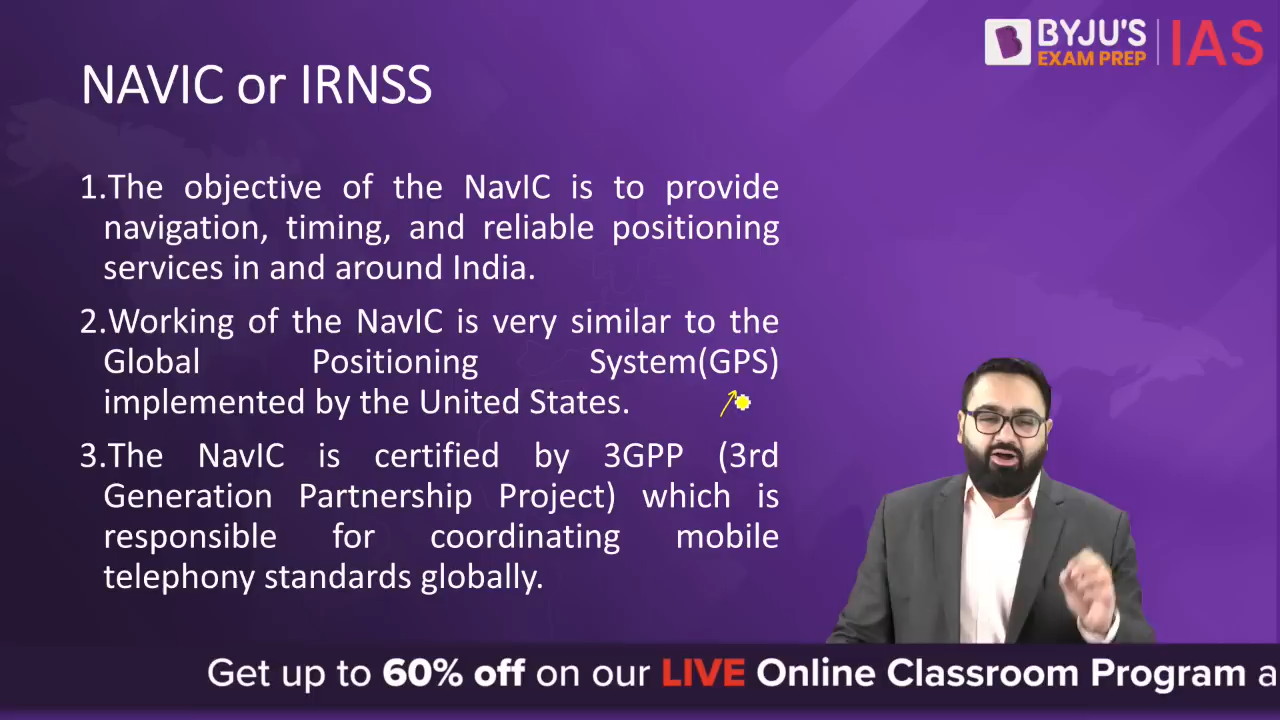 BYJU'S
EXAM PREP
IAS
NAVIC or IRNSS
1.The objective of the NavIC is to provide
navigation, timing, and reliable positioning
services in and around India.
2.Working of the NavIC is very similar to the
Global Positioning System(GPS)
implemented by the United States.
3.The NavIC is certified by 3GPP (3rd
Generation Partnership Project) which is
responsible for coordinating mobile
telephony standards globally.
Get up to 60% off on our LIVE Online Classroom Program a